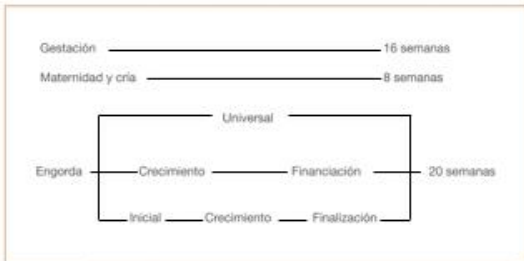 Gestación 16 semanas
Maternidad y cría 8 semanas
Universal
Engorda Crecimiento Financiación 20 semanas
Inicial Crecimiento Finalización